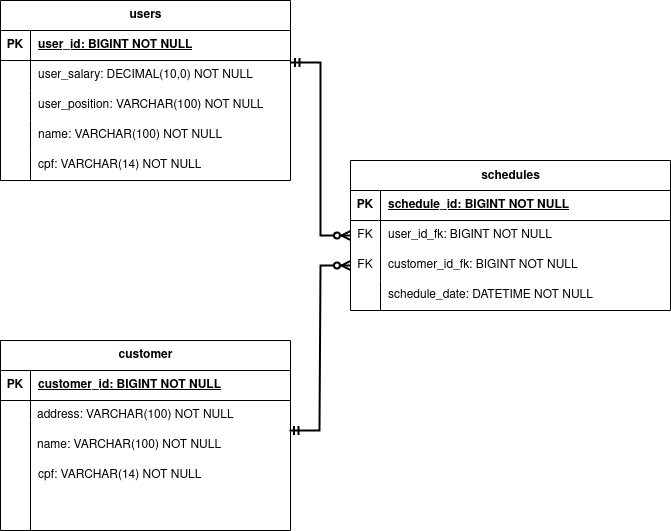 users
PK user_id: BIGINT NOT NULL
user_salary: DECIMAL(10,0) NOT NULL
user_position: VARCHAR(100) NOT NULL
name: VARCHAR(100) NOT NULL
cpf: VARCHAR(14) NOT NULL
schedules
PK schedule_id: BIGINT NOT NULL
FK user_id_fk: BIGINT NOT NULL
FK customer_id_fk: BIGINT NOT NULL
schedule_date: DATETIME NOT NULL
customer
PK customer_id: BIGINT NOT NULL
address: VARCHAR(100) NOT NULL
name: VARCHAR(100) NOT NULL
cpf: VARCHAR(14) NOT NULL